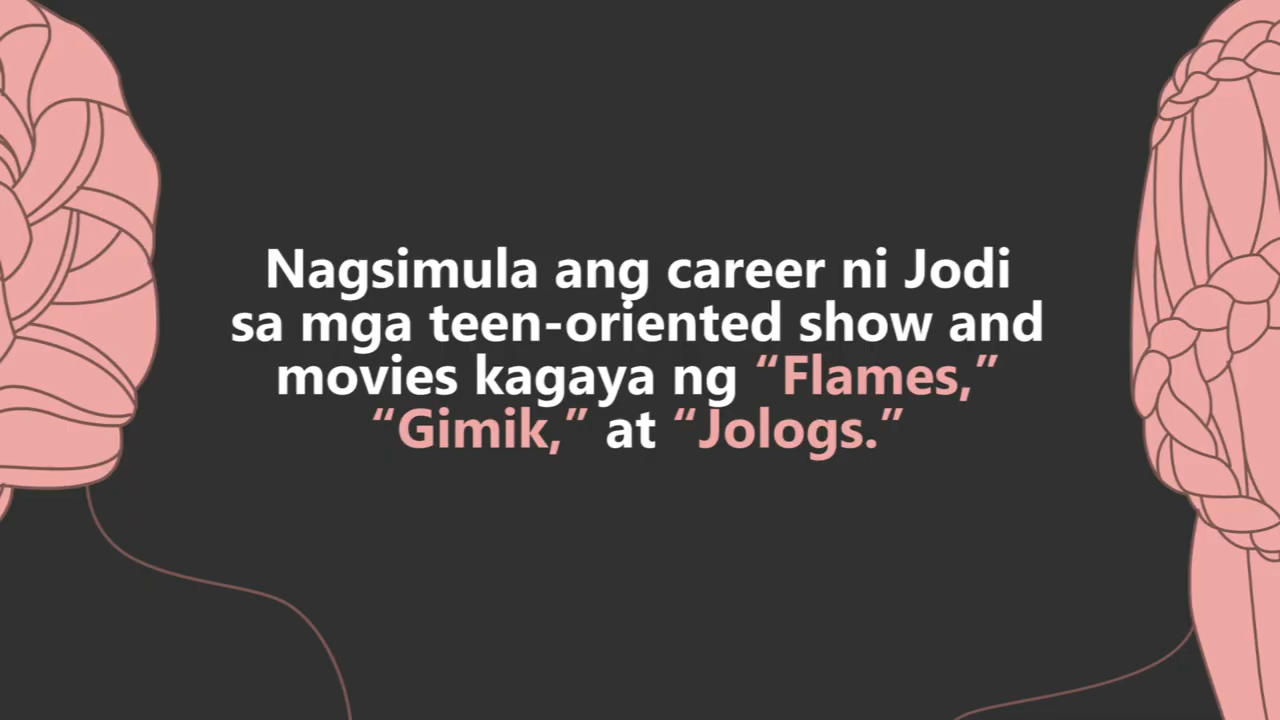 Nagsimula ang career ni Jodi
sa mga teen-oriented show and
movies kagaya ng “Flames,”
“Gimik,” at “Jologs.”